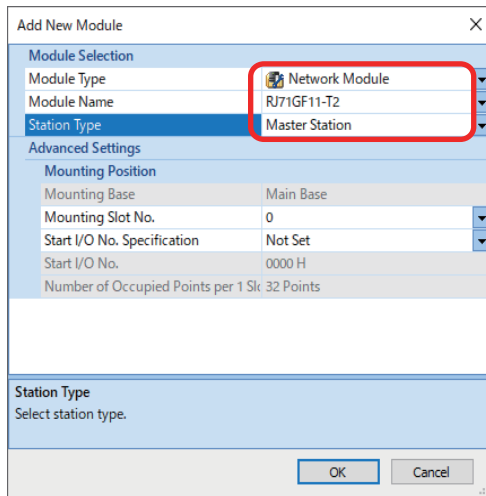 Add New Module
Module Selection
Module Type Network Module
Module Name RJ71GF11-T2
Station Type Master Station
Advanced Settings
Mounting Position
Mounting Base Main Base
Mounting Slot No. 0
Start I/O No. Specification Not Set
Start I/O No. 0000 H
Number of Occupied Points per 1 Slo 32 Points
Station Type
Select station type.
OK Cancel